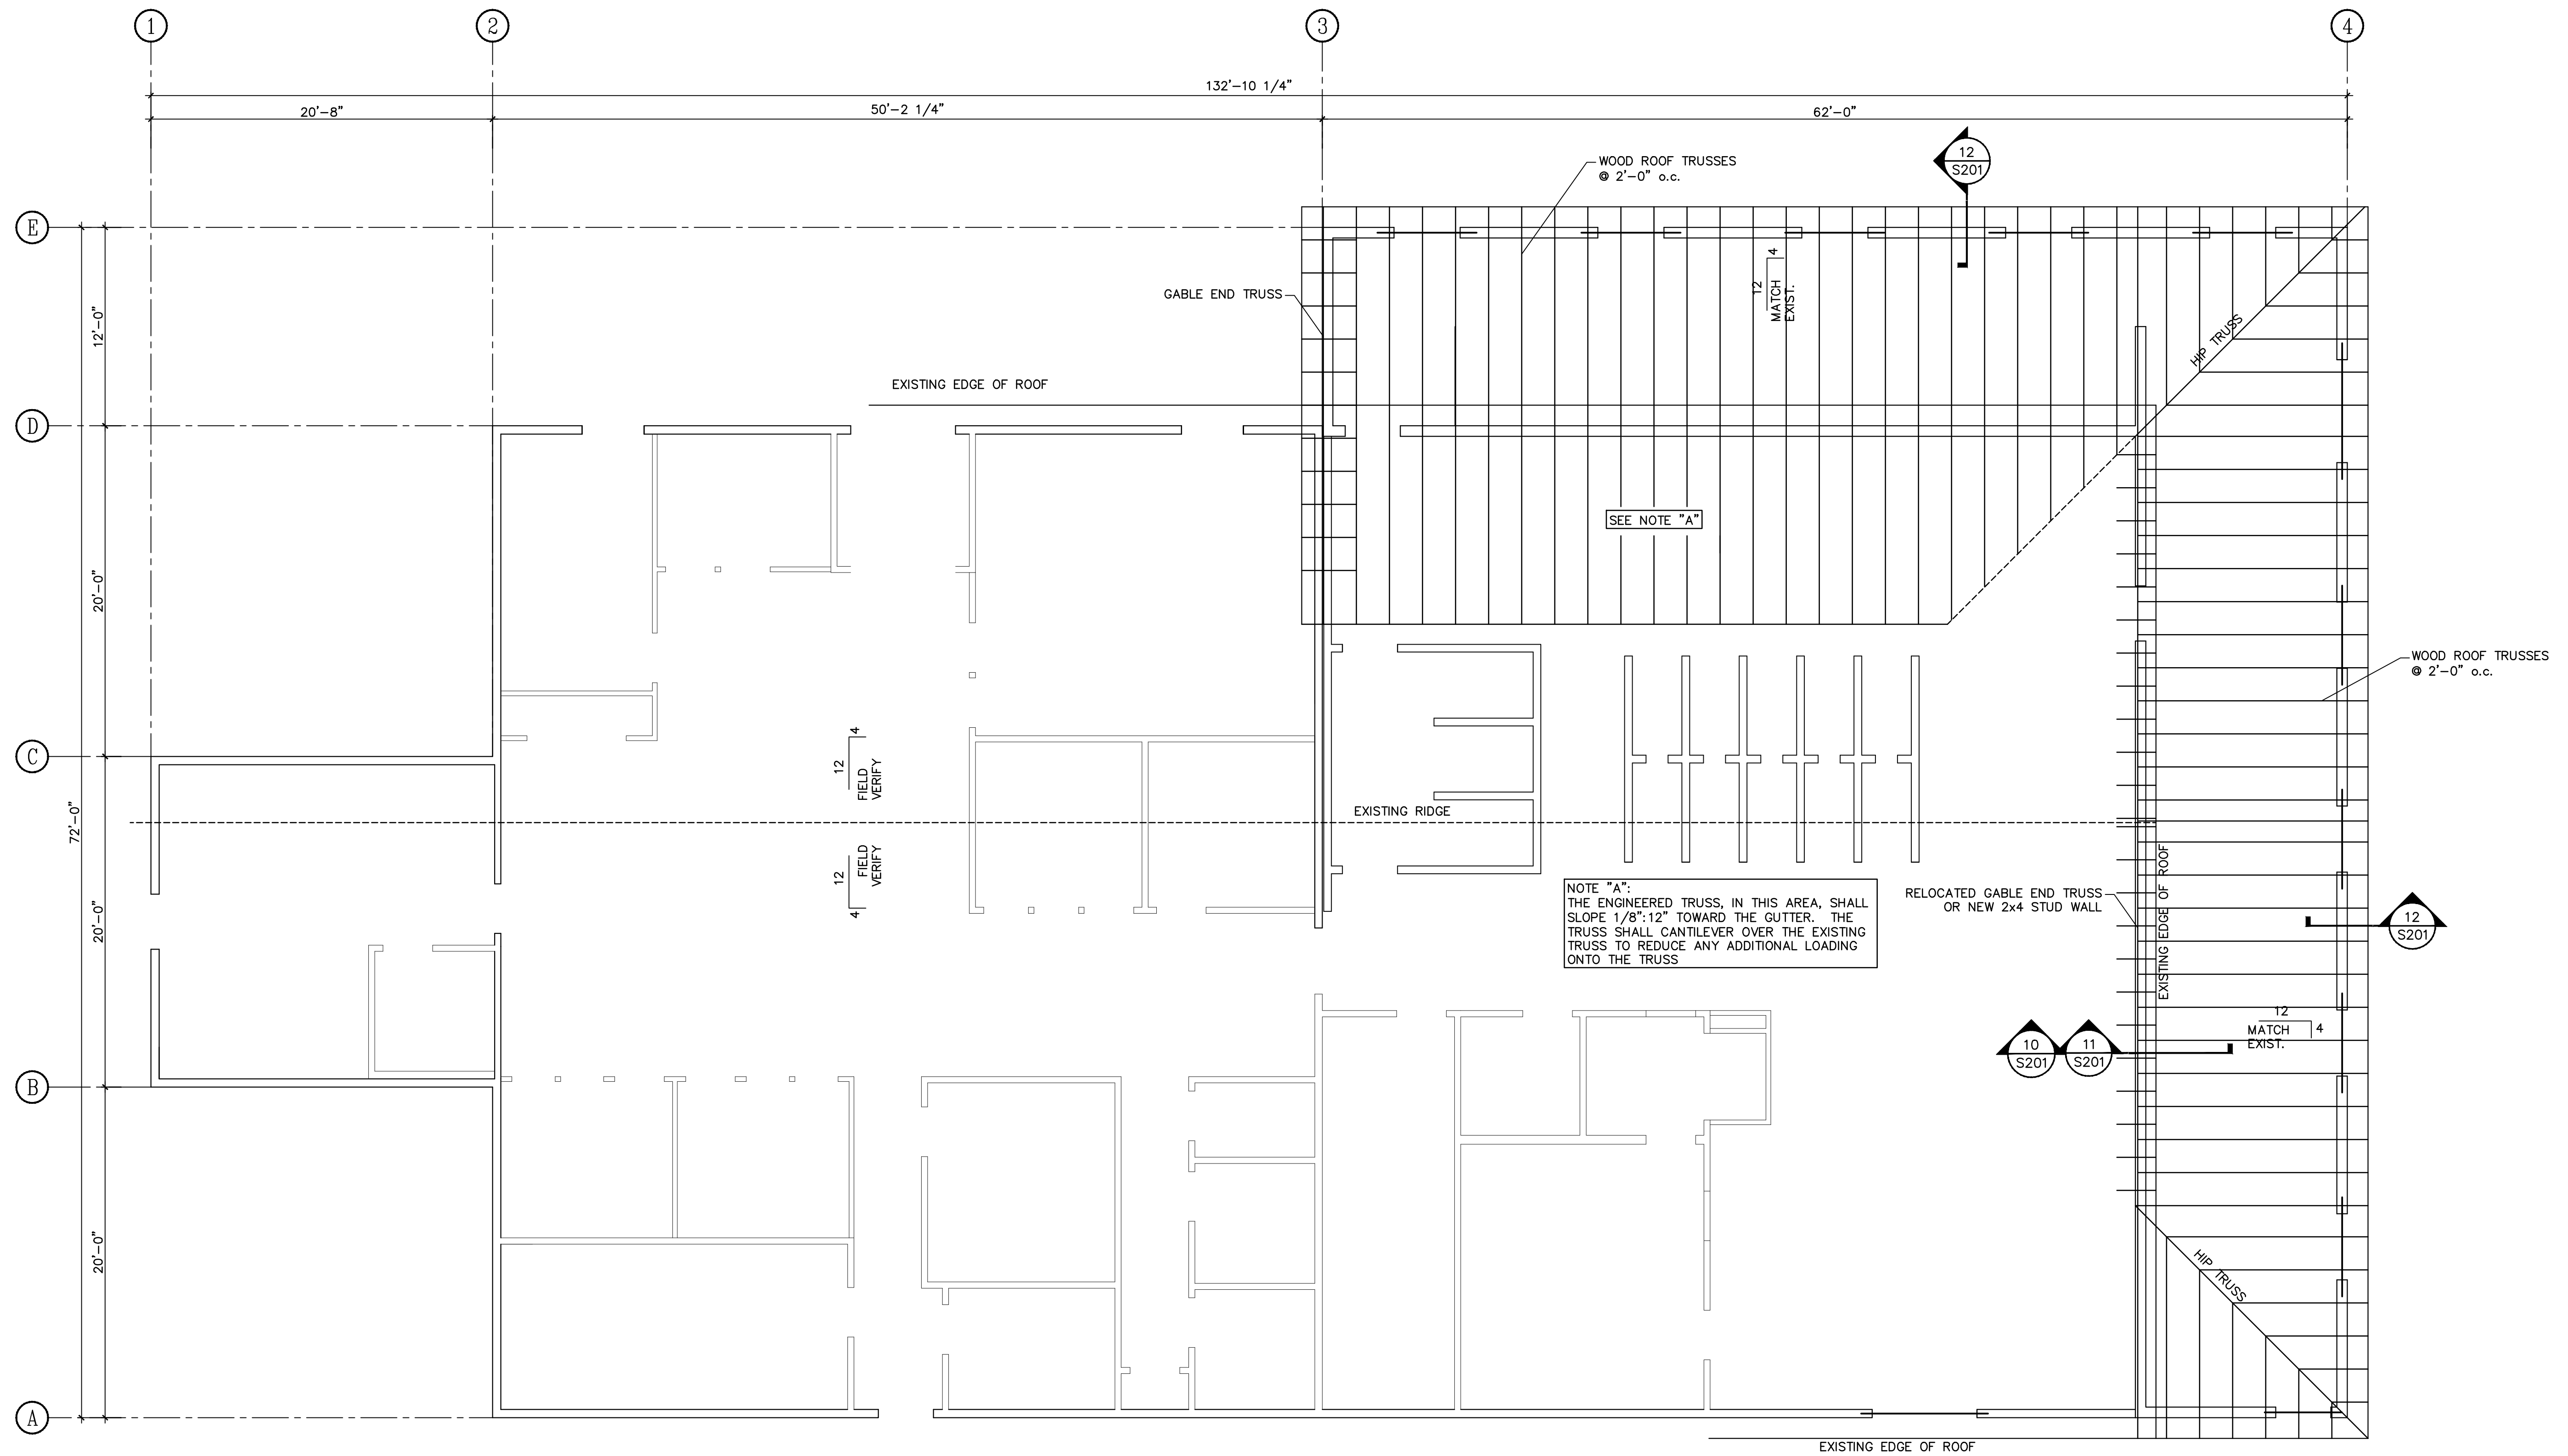 1
2
3
4
132'-10 1/4"
20'-8"
50'-2 1/4"
62'-0"
12
S201
WOOD ROOF TRUSSES
@ 2'-0" o.c.
E
12'-0"
GABLE END TRUSS
12
4
MATCH
EXIST.
HIP TRUSS
EXISTING EDGE OF ROOF
D
SEE NOTE "A"
20'-0"
WOOD ROOF TRUSSES
@ 2'-0" o.c.
C
12
4
FIELD
VERIFY
72'-0"
EXISTING RIDGE
12
4
FIELD
VERIFY
20'-0"
NOTE "A":
THE ENGINEERED TRUSS, IN THIS AREA, SHALL
SLOPE 1/8":12" TOWARD THE GUTTER. THE
TRUSS SHALL CANTILEVER OVER THE EXISTING
TRUSS TO REDUCE ANY ADDITIONAL LOADING
ONTO THE TRUSS
RELOCATED GABLE END TRUSS
OR NEW 2x4 STUD WALL
EXISTING EDGE OF ROOF
12
S201
12
4
MATCH
EXIST.
10
S201
11
S201
B
20'-0"
HIP TRUSS
A
EXISTING EDGE OF ROOF